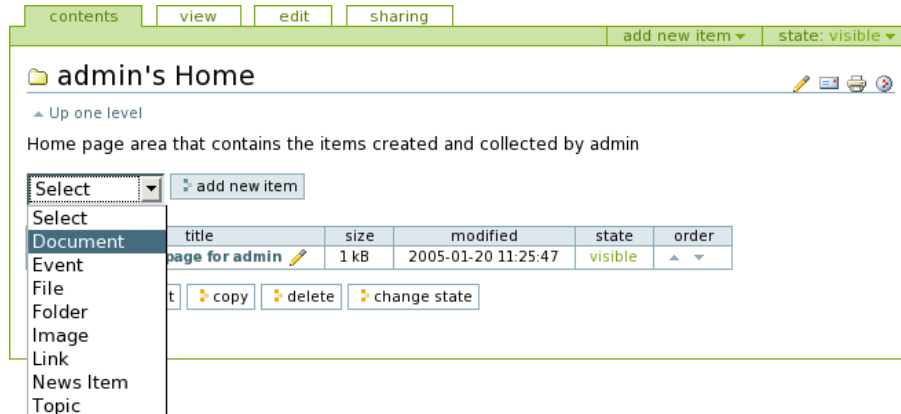 contents view edit sharing
add new item state: visible
admin's Home
Up one level
Home page area that contains the items created and collected by admin
Select add new item
Select
Document title size modified state order
Event page for admin 1 kB 2005-01-20 11:25:47 visible
File
Folder copy delete change state
Image
Link
News Item
Topic